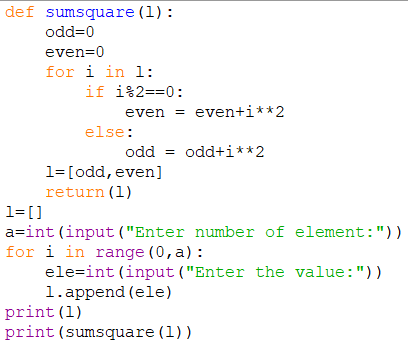 def sumsquare(l):
    odd=0
    even=0
    for i in l:
        if i%2==0:
            even = even+i**2
        else:
            odd = odd+i**2
    l=[odd,even]
    return(l)
l=[]
a=int(input("Enter number of element:"))
for i in range(0,a):
    ele=int(input("Enter the value:"))
    l.append(ele)
print(l)
print(sumsquare(l))